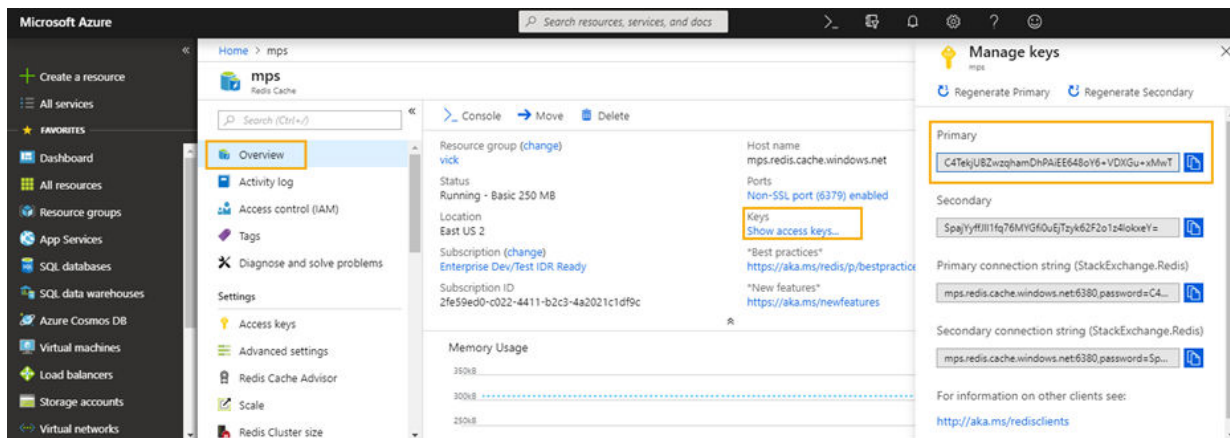 Microsoft Azure
Search resources, services, and docs
Create a resource
All services
FAVORITES
Dashboard
All resources
Resource groups
App Services
SQL databases
SQL data warehouses
Azure Cosmos DB
Virtual machines
Load balancers
Storage accounts
Virtual networks
Home > mps
mps
Redis Cache
Search (Ctrl+/)
Overview
Activity log
Access control (IAM)
Tags
Diagnose and solve problems
Settings
Access keys
Advanced settings
Redis Cache Advisor
Scale
Redis Cluster size
Console Move Delete
Resource group (change)
vick
Status
Running - Basic 250 MB
Location
East US 2
Subscription (change)
Enterprise Dev/Test IDR Ready
Subscription ID
2fe59ed0-c022-4411-b2c3-4a2021c1df9c
Host name
mps.redis.cache.windows.net
Ports
Non-SSL port (6379) enabled
Keys
Show access keys...
*Best practices*
https://aka.ms/redis/p/bestpractice
*New features*
https://aka.ms/newfeatures
Memory Usage
350kB
300kB
250kB
Manage keys
mps
Regenerate Primary Regenerate Secondary
Primary
Secondary
Primary connection string (StackExchange.Redis)
mps.redis.cache.windows.net:6380,password=C4...
Secondary connection string (StackExchange.Redis)
mps.redis.cache.windows.net:6380,password=Sp...
For information on other clients see:
http://aka.ms/redisclients